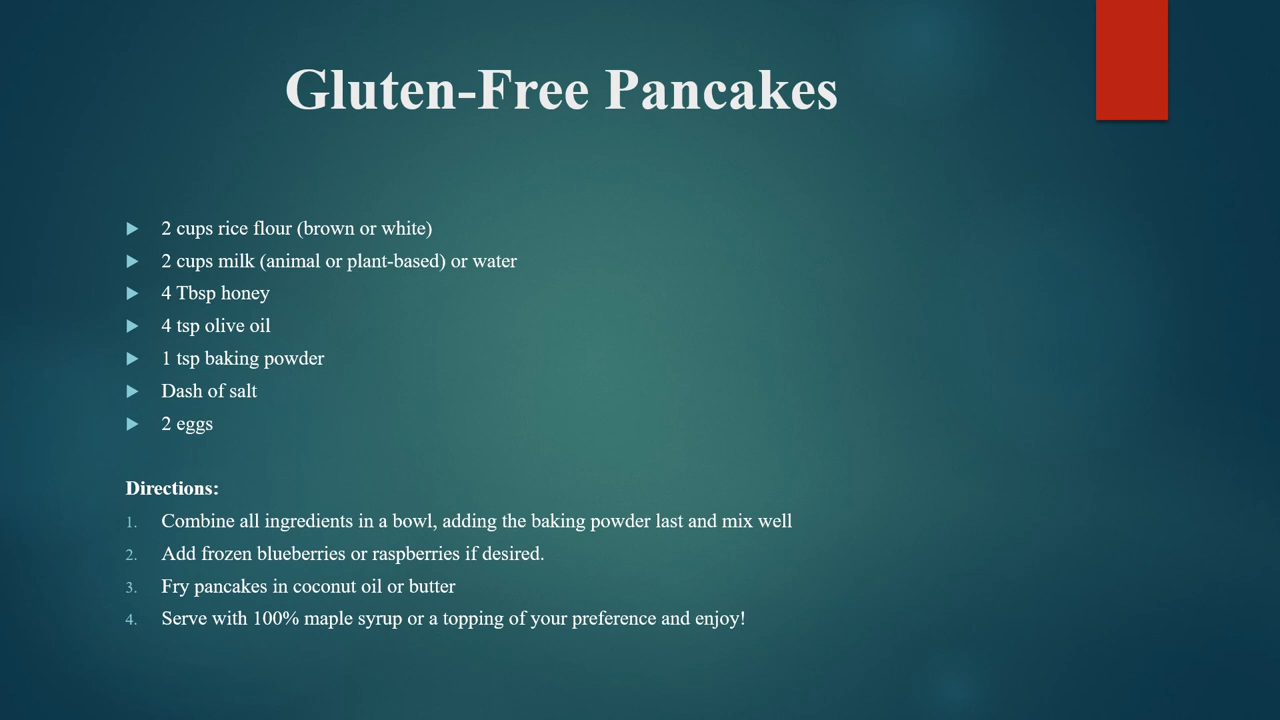 Gluten-Free Pancakes
2 cups rice flour (brown or white)
2 cups milk (animal or plant-based) or water
4 Tbsp honey
4 tsp olive oil
1 tsp baking powder
Dash of salt
2 eggs
Directions:
1. Combine all ingredients in a bowl, adding the baking powder last and mix well
2. Add frozen blueberries or raspberries if desired.
3. Fry pancakes in coconut oil or butter
4. Serve with 100% maple syrup or a topping of your preference and enjoy!